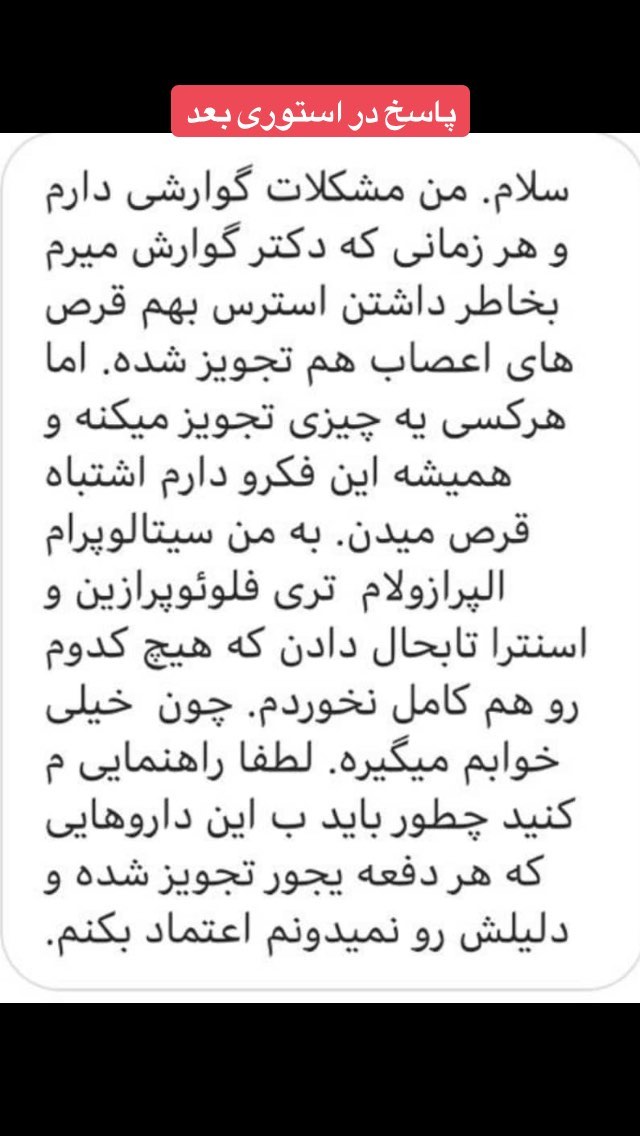 پاسخ در استوری بعد
سلام. من مشکلات گوارشی دارم
و هر زمانی که دکتر گوارش میرم
بخاطر داشتن استرس بهم قرص
های اعصاب هم تجویز شده. اما
هرکسی یه چیزی تجویز میکنه و
همیشه این فکرو دارم اشتباه
قرص میدن. به من سیتالوپرام
الپرازولام تری فلوئوپرازین و
اسنترا تابحال دادن که هیچ کدوم
رو هم کامل نخوردم. چون خیلی
خوابم میگیره. لطفا راهنمایی م
کنید چطور باید ب این داروهایی
که هر دفعه یجور تجویز شده و
دلیلش رو نمیدونم اعتماد بکنم.